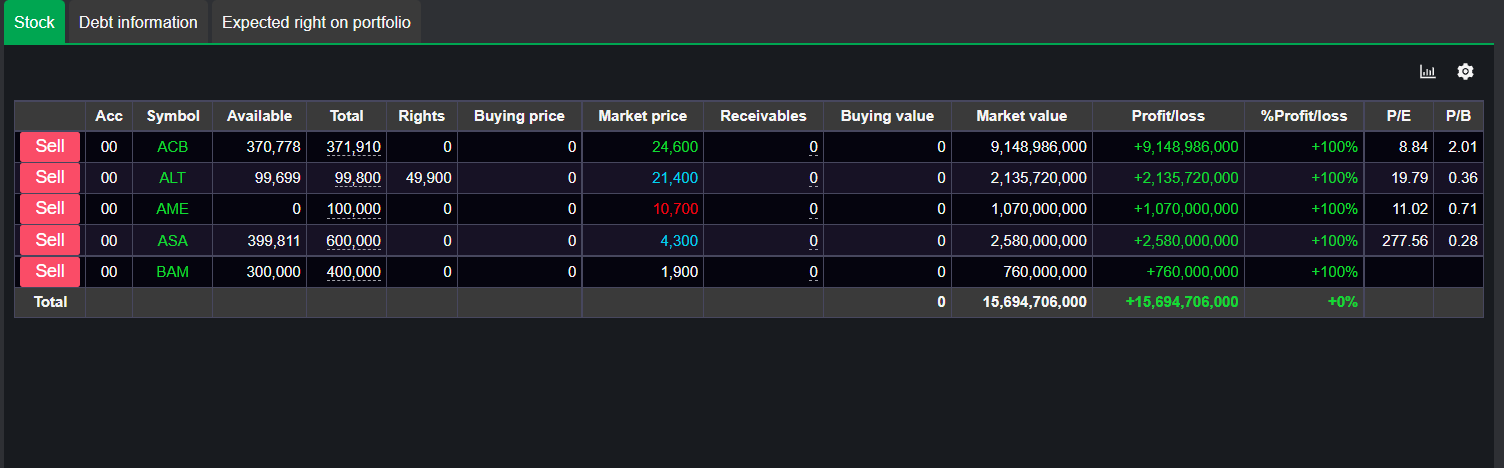 Stock Debt information Expected right on portfolio
Acc Symbol Available Total Rights Buying price Market price Receivables Buying value Market value Profit/loss %Profit/loss P/E P/B
Sell 00 ACB 370,778 371,910 0 0 24,600 0 0 9,148,986,000 +9,148,986,000 +100% 8.84 2.01
Sell 00 ALT 99,699 99,800 49,900 0 21,400 0 0 2,135,720,000 +2,135,720,000 +100% 19.79 0.36
Sell 00 AME 0 100,000 0 0 10,700 0 0 1,070,000,000 +1,070,000,000 +100% 11.02 0.71
Sell 00 ASA 399,811 600,000 0 0 4,300 0 0 2,580,000,000 +2,580,000,000 +100% 277.56 0.28
Sell 00 BAM 300,000 400,000 0 0 1,900 0 0 760,000,000 +760,000,000 +100%
Total 0 15,694,706,000 +15,694,706,000 +0%